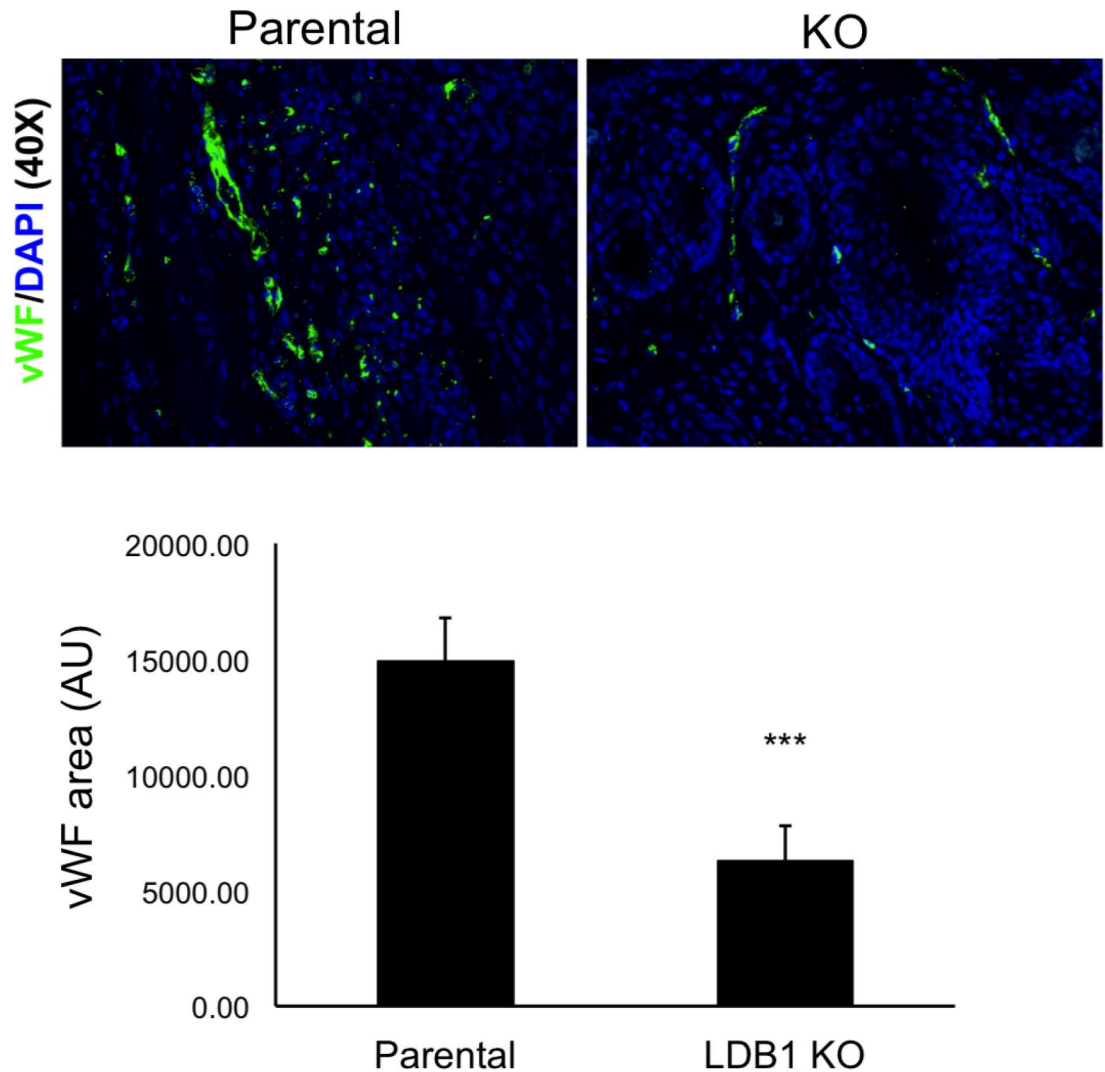 Parental
KO
vWF/DAPI (40X)
20000.00
15000.00
10000.00
5000.00
0.00
vWF area (AU)
***
Parental
LDB1 KO